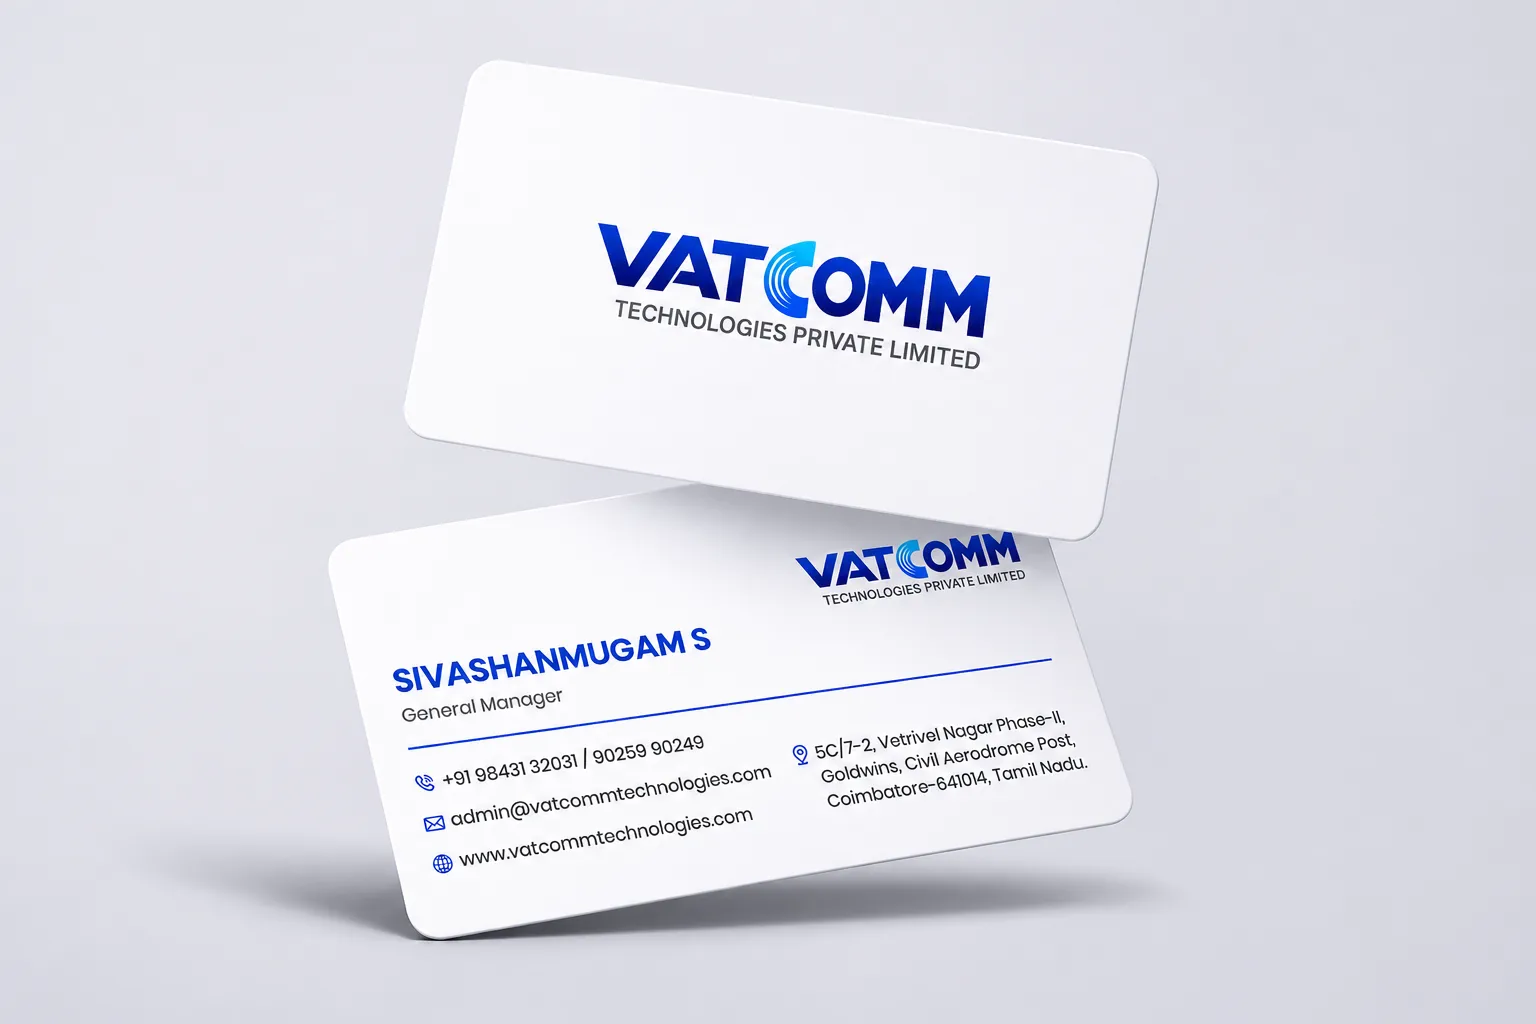 VATCOMM
TECHNOLOGIES PRIVATE LIMITED
VATCOMM
TECHNOLOGIES PRIVATE LIMITED
SIVASHANMUGAM S
General Manager
+91 98431 32031 / 90259 90249
admin@vatcommtechnologies.com
www.vatcommtechnologies.com
5C/7-2, Vetrivel Nagar Phase-II,
Goldwins, Civil Aerodrome Post,
Coimbatore-641014, Tamil Nadu.